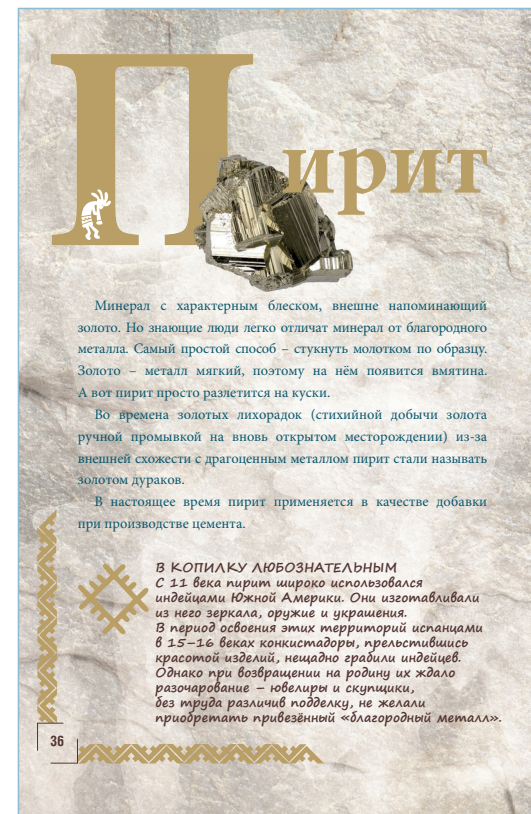 Пирит
Минерал с характерным блеском, внешне напоминающий
золото. Но знающие люди легко отличат минерал от благородного
металла. Самый простой способ – стукнуть молотком по образцу.
Золото – металл мягкий, поэтому на нём появится вмятина.
А вот пирит просто разлетится на куски.
Во времена золотых лихорадок (стихийной добычи золота
ручной промывкой на вновь открытом месторождении) из-за
внешней схожести с драгоценным металлом пирит стали называть
золотом дураков.
В настоящее время пирит применяется в качестве добавки
при производстве цемента.
В КОПИЛКУ ЛЮБОЗНАТЕЛЬНЫМ
С 11 века пирит широко использовался
индейцами Южной Америки. Они изготавливали
из него зеркала, оружие и украшения.
В период освоения этих территорий испанцами
в 15–16 веках конкистадоры, прельстившись
красотой изделий, нещадно грабили индейцев.
Однако при возвращении на родину их ждало
разочарование – ювелиры и скупщики,
без труда различив подделку, не желали
приобретать привезённый «благородный металл».
36